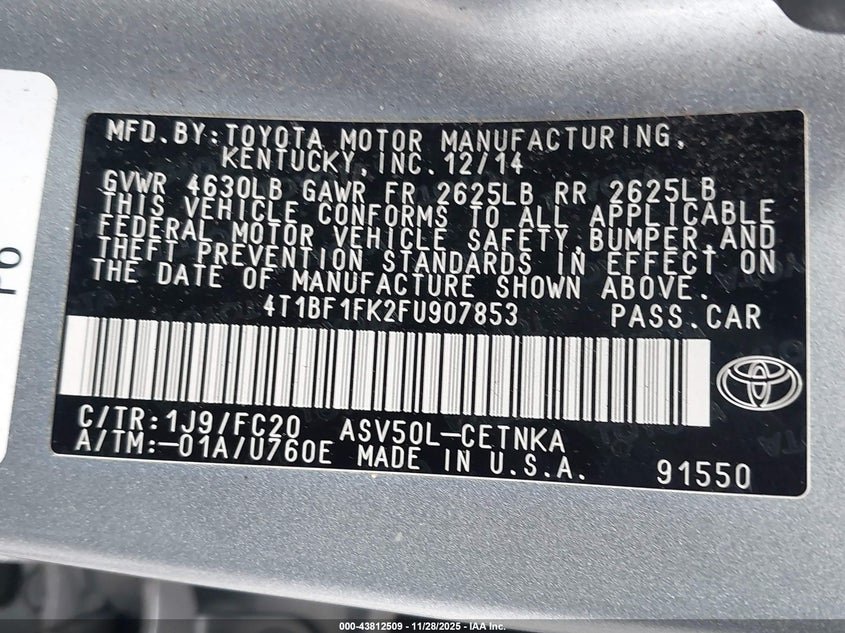 MFD.BY:TOYOTA MOTOR MANUFACTURING,
KENTUCKY,INC.12/14
GVWR 4630LB GAWR FR 2625LB RR 2625LB
THIS VEHICLE CONFORMS TO ALL APPLICABLE
FEDERAL MOTOR VEHICLE SAFETY,BUMPER,AND
THEFT PREVENTION STANDARDS IN EFFECT ON
THE DATE OF MANUFACTURE SHOWN ABOVE.
4T1BF1FK2FU907853 PASS.CAR
C/TR:1J9/FC20 ASV50L-CETNKA
A/TM:-01A/U760E MADE IN U.S.A. 91550
000-43812509 - 11/28/2025 - IAA Inc.